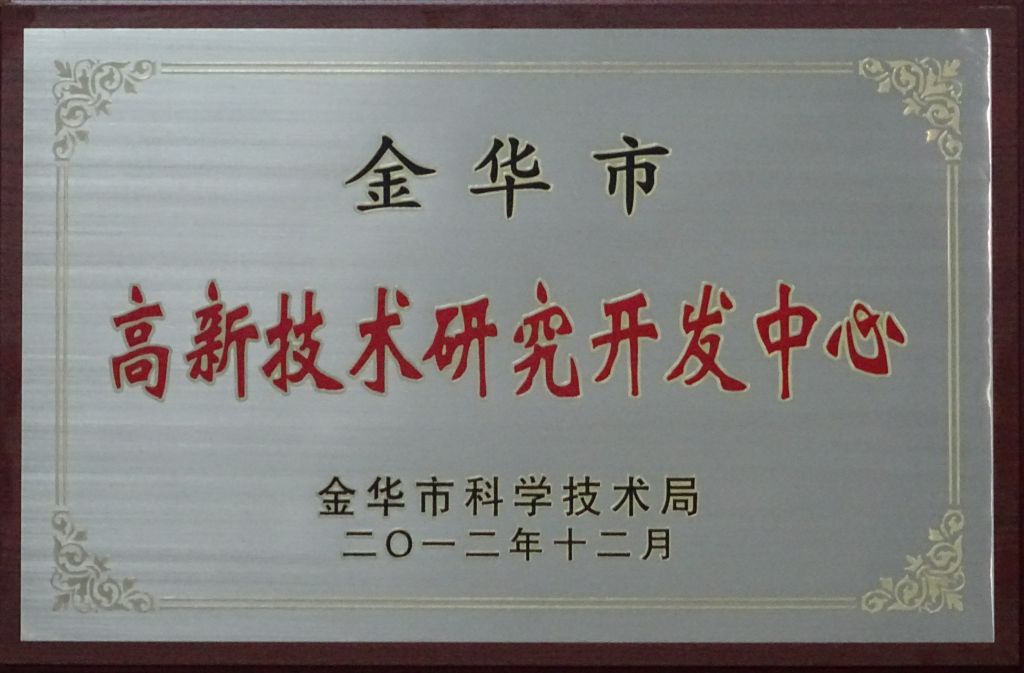 金华市
高新技术研究开发中心
金华市科学技术局
二〇一二年十二月